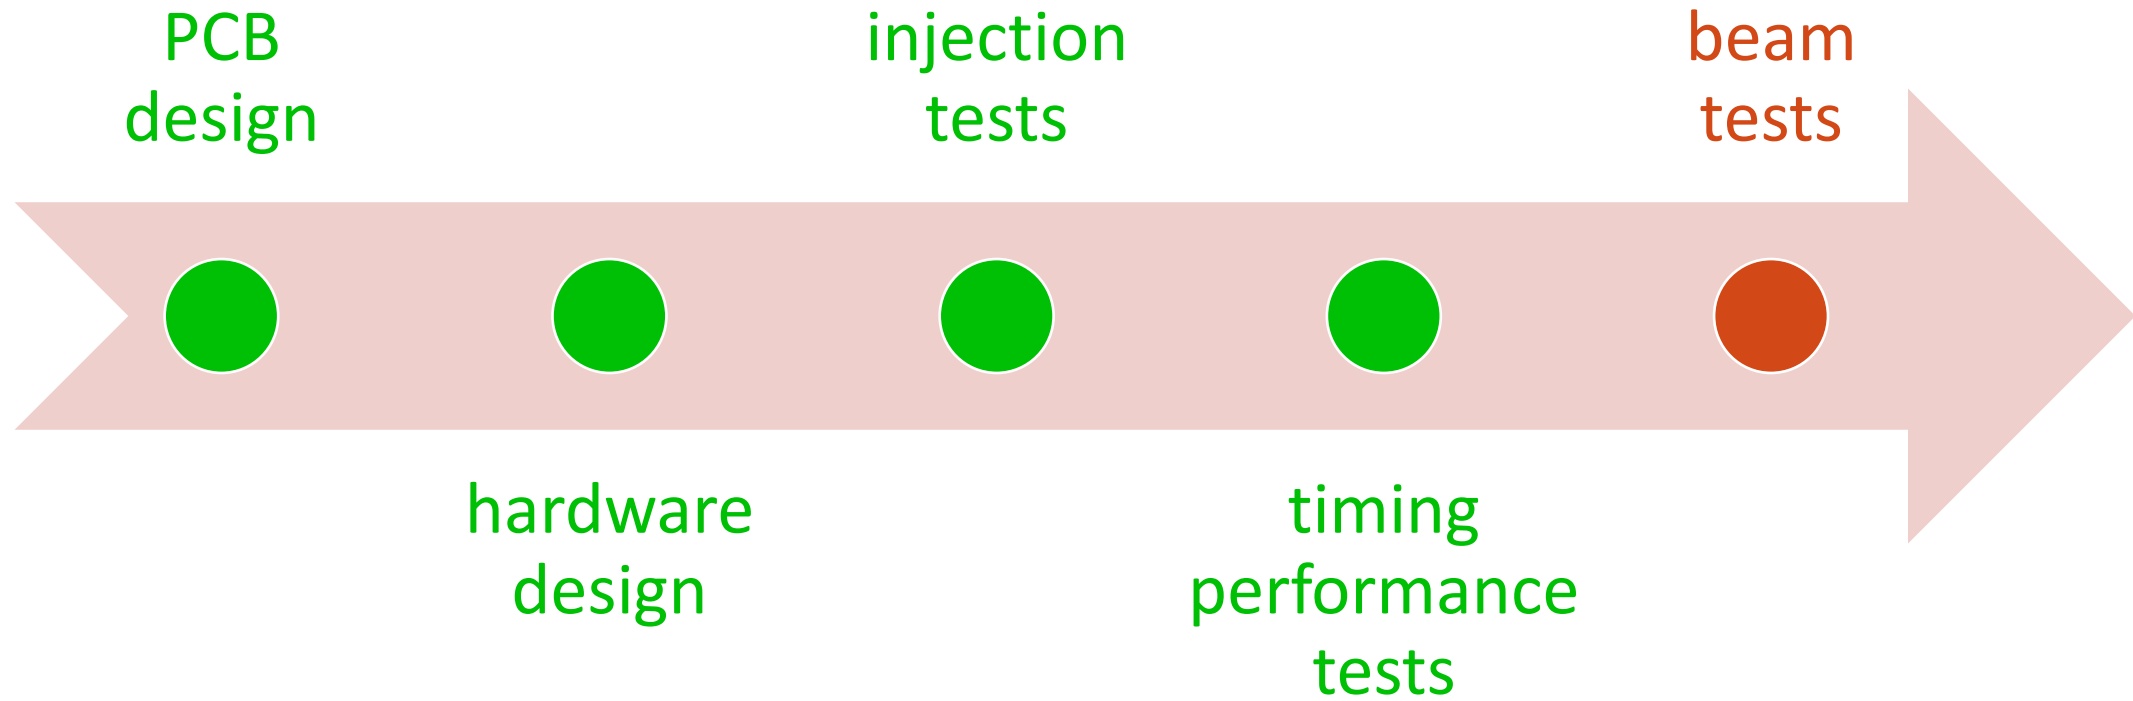 PCB
design
hardware
design
injection
tests
timing
performance
tests
beam
tests